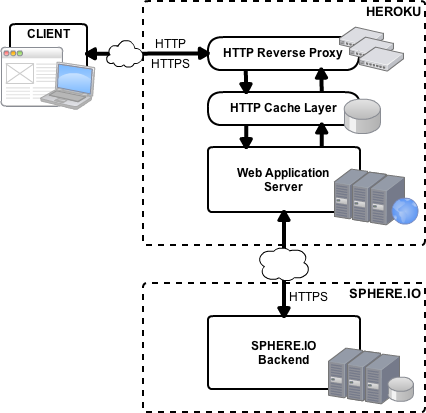 HEROKU
CLIENT
HTTP
HTTPS
HTTP Reverse Proxy
HTTP Cache Layer
Web Application
Server
HTTPS
SPHERE.IO
SPHERE.IO
Backend